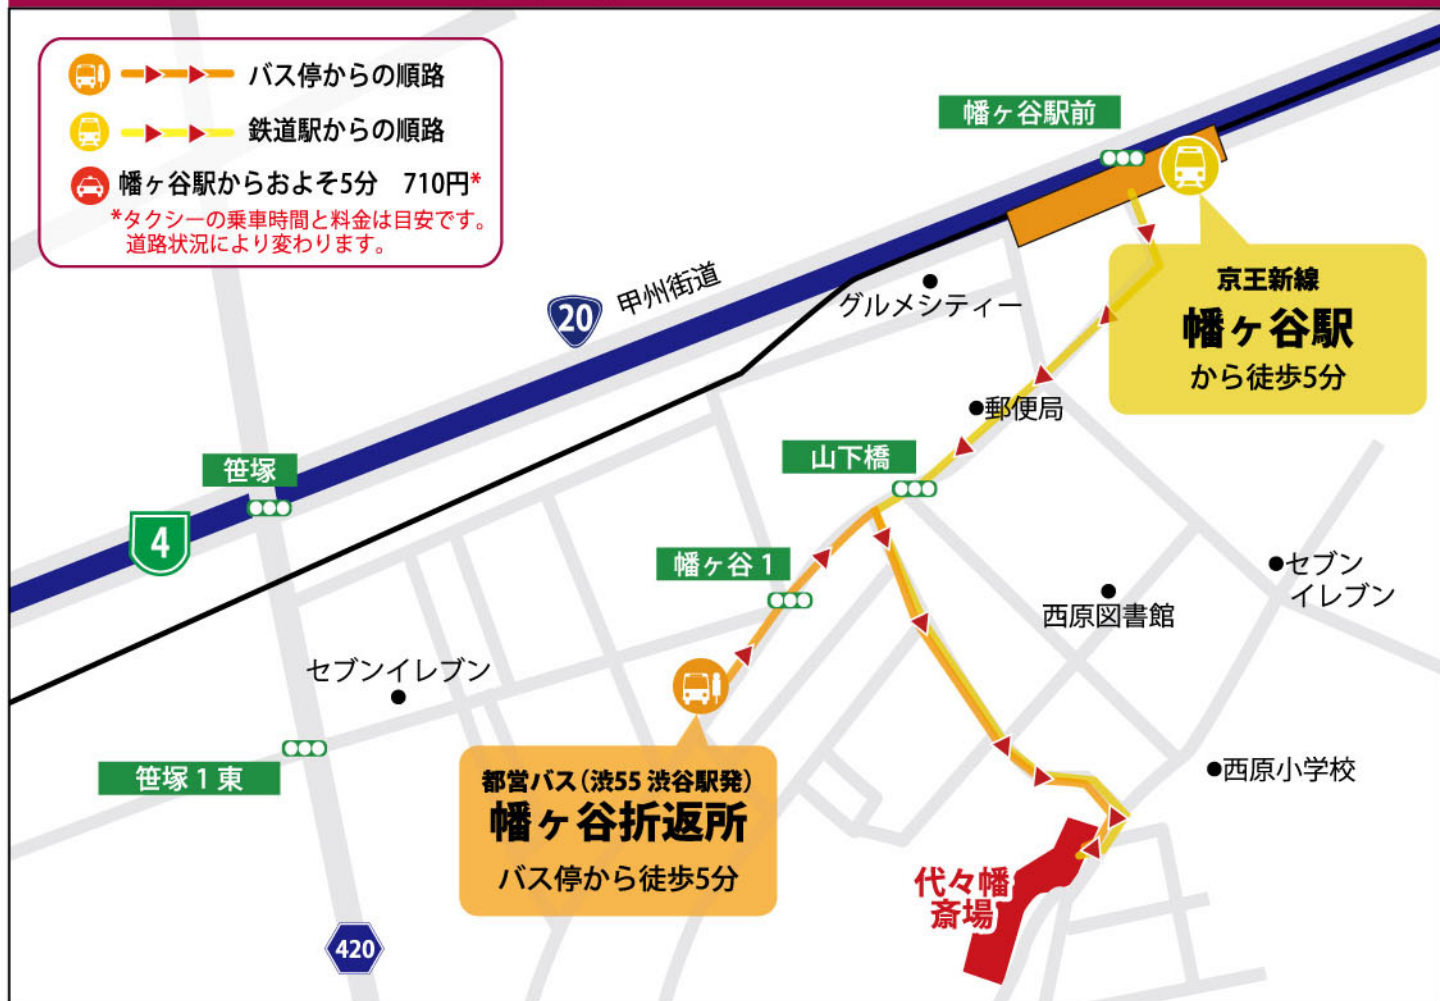 バス停からの順路
鉄道駅からの順路
幡ヶ谷駅からおよそ5分 710円*
*タクシーの乗車時間と料金は目安です。
道路状況により変わります。
幡ヶ谷駅前
京王新線
幡ヶ谷駅
から徒歩5分
20
甲州街道
グルメシティー
郵便局
山下橋
笹塚
4
幡ヶ谷1
セブン
イレブン
西原図書館
セブンイレブン
笹塚1東
都営バス(渋55 渋谷駅発)
幡ヶ谷折返所
バス停から徒歩5分
西原小学校
代々幡
斎場
420